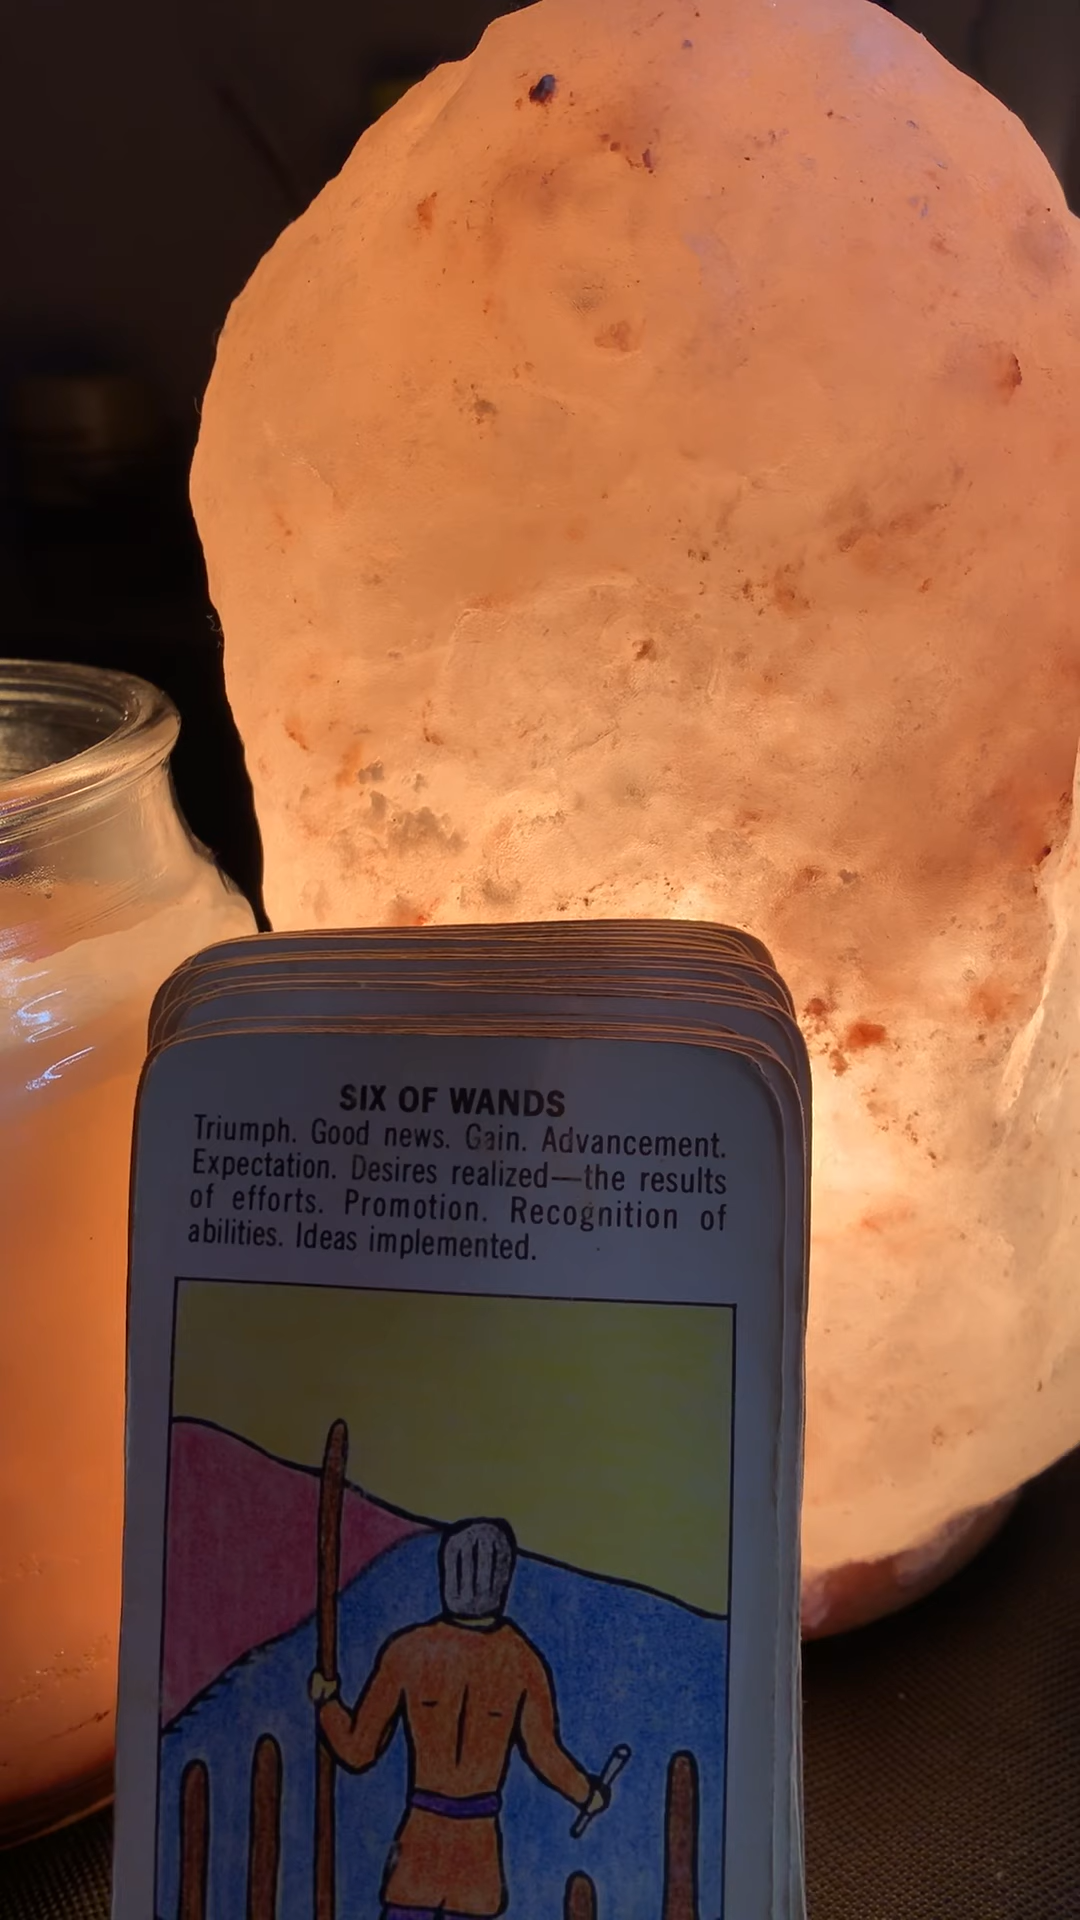 SIX OF WANDS
Triumph. Good news. Gain. Advancement.
Expectation. Desires realized—the results
of efforts. Promotion. Recognition of
abilities. Ideas implemented.